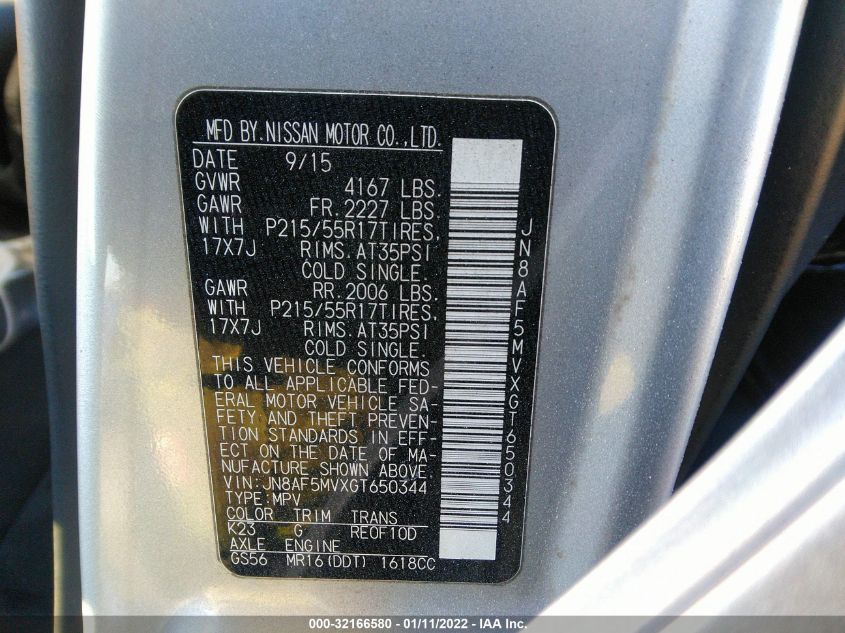 MFD BY.NISSAN MOTOR CO.,LTD.
DATE 9/15
GVWR 4167 LBS.
GAWR FR.2227 LBS.
WITH P215/55R17TIRES,
17X7J RIMS.AT35PSI
COLD SINGLE.
GAWR RR.2006 LBS.
WITH P215/55R17TIRES,
17X7J RIMS.AT35PSI
COLD SINGLE.
THIS VEHICLE CONFORMS
TO ALL APPLICABLE FED-
ERAL MOTOR VEHICLE SA-
FETY AND THEFT PREVEN-
TION STANDARDS IN EFF-
ECT ON THE DATE OF MA-
NUFACTURE SHOWN ABOVE.
VIN:JN8AF5MVXGT650344
TYPE:MPV
COLOR TRIM TRANS
K23 G RE0F10D
AXLE ENGINE
GS56 MR16(DDT) 1618CC
JN8AF5MVXGT650344
000-32166580 - 01/11/2022 - IAA Inc.